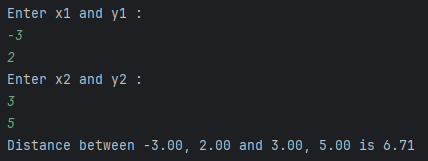 Enter x1 and y1 :
-3
2
Enter x2 and y2 :
3
5
Distance between -3.00, 2.00 and 3.00, 5.00 is 6.71